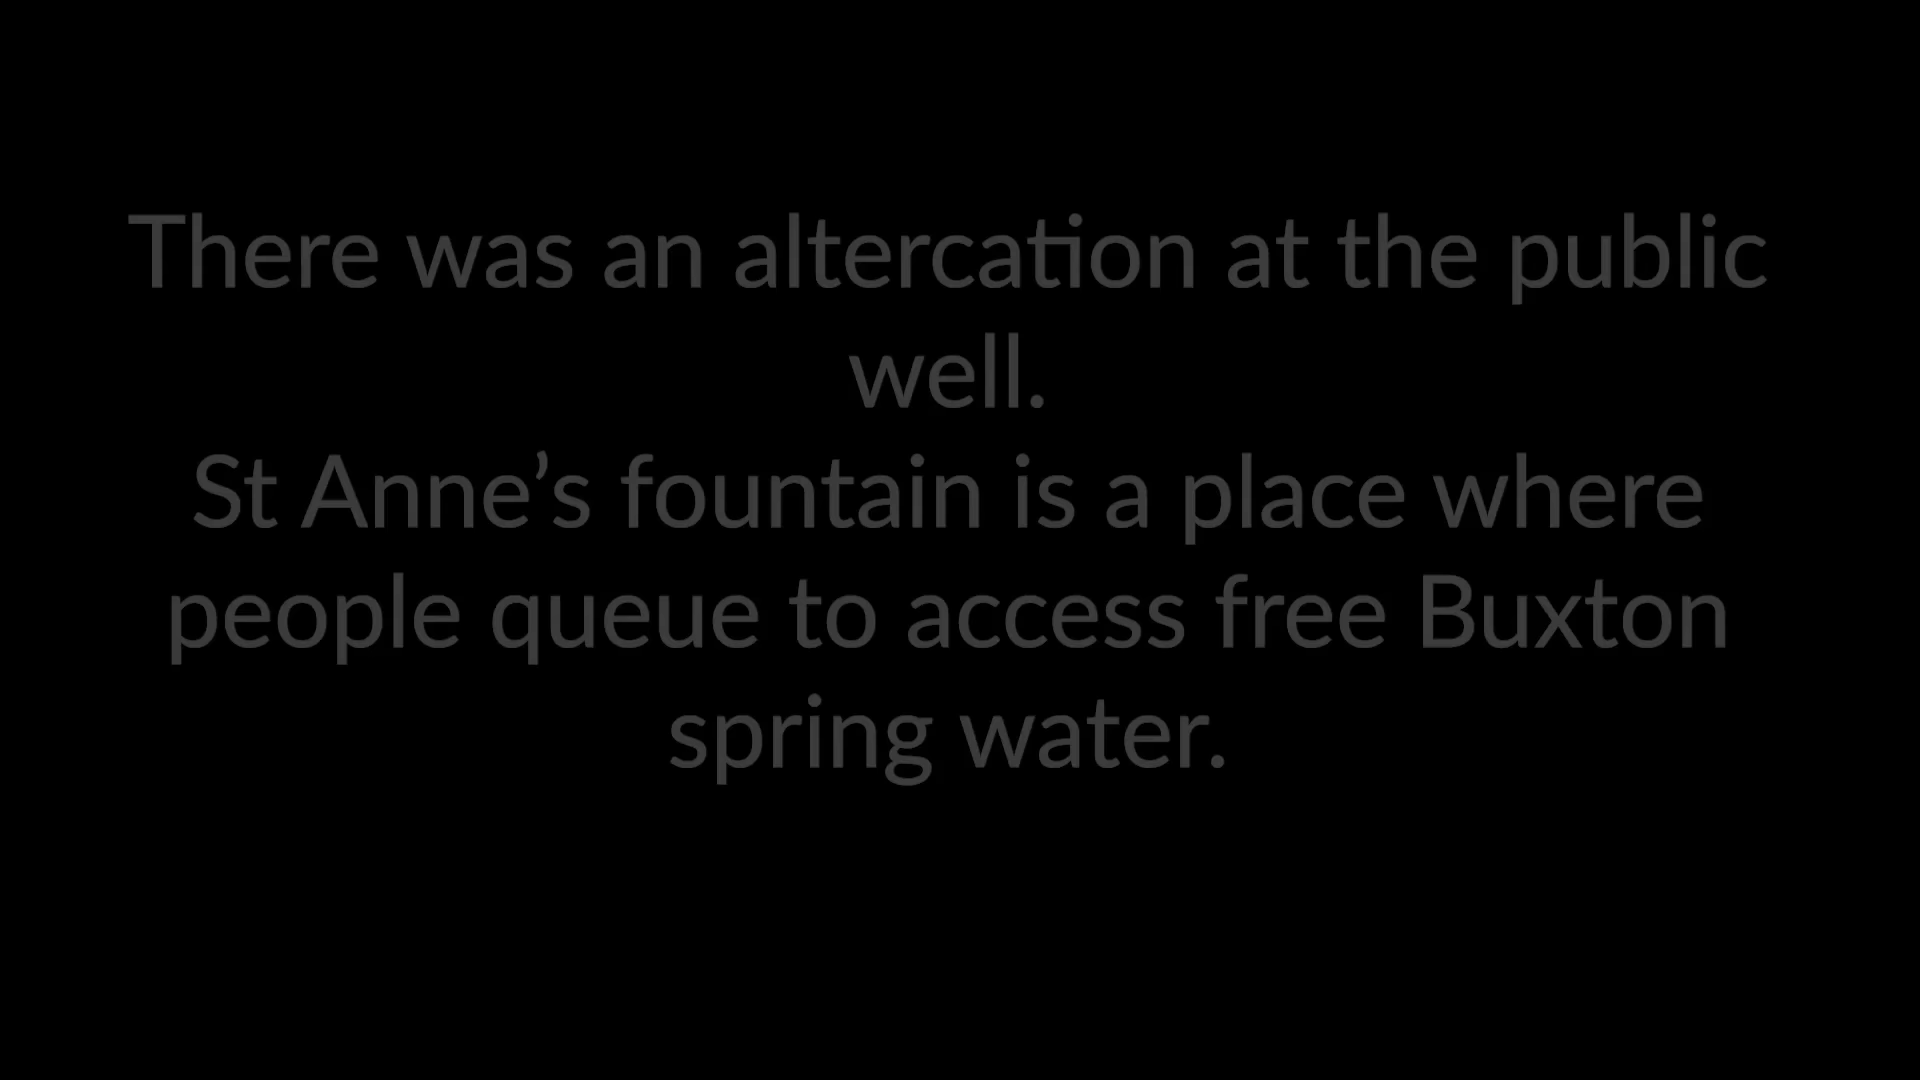 There was an altercation at the public
well.
St Anne’s fountain is a place where
people queue to access free Buxton
spring water.